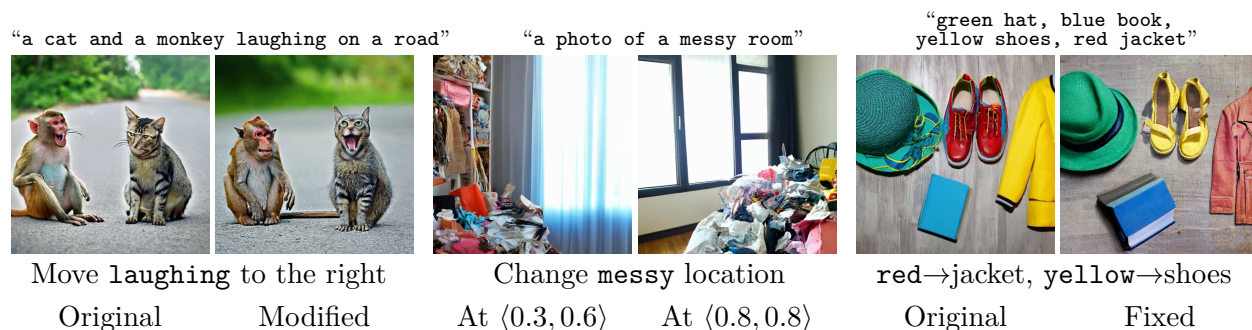 “a cat and a monkey laughing on a road”
“a photo of a messy room”
“green hat, blue book,
yellow shoes, red jacket”
Move laughing to the right
Change messy location
red→jacket, yellow→shoes
Original
Modified
At ⟨0.3, 0.6⟩
At ⟨0.8, 0.8⟩
Original
Fixed